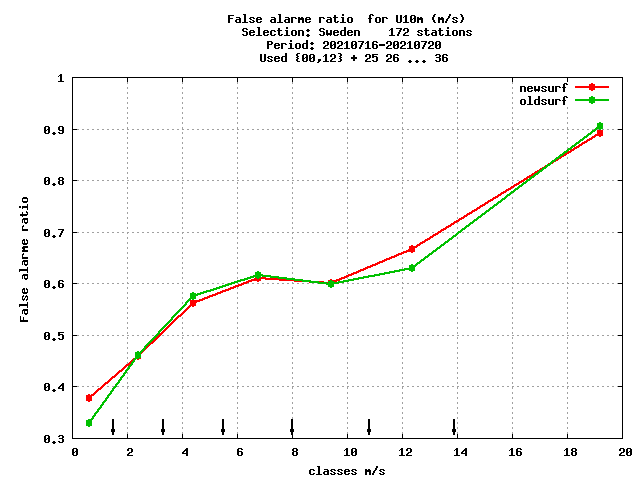 False alarme ratio  for U10m (m/s)
Selection: Sweden    172 stations
Period: 20210716-20210720
Used {00,12} + 25 26 ... 36
newsurf
oldsurf
1
0.9
0.8
0.7
0.6
0.5
0.4
0.3
False alarme ratio
0 2 4 6 8 10 12 14 16 18 20
classes m/s